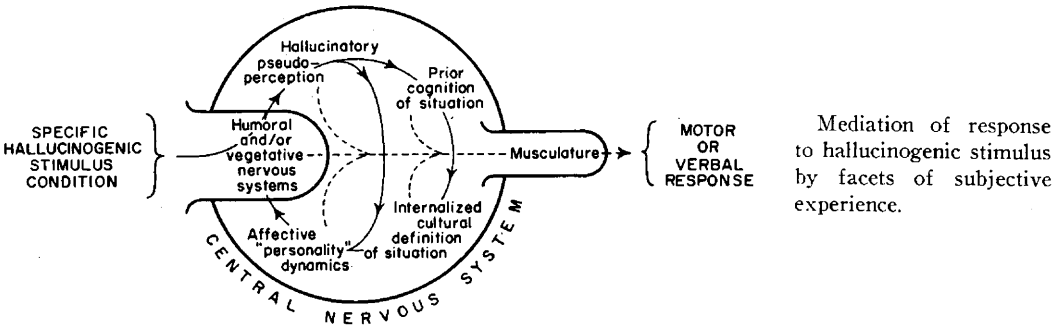 SPECIFIC
HALLUCINOGENIC
STIMULUS
CONDITION
Hallucinatory
pseudo-
perception
Prior
cognition
of situation
Humoral
and/or
vegetative
nervous
systems
Musculature
Affective
"personality"
dynamics
Internalized
cultural
definition
of situation
CENTRAL NERVOUS SYSTEM
MOTOR
OR
VERBAL
RESPONSE
Mediation of response
to hallucinogenic stimulus
by facets of subjective
experience.